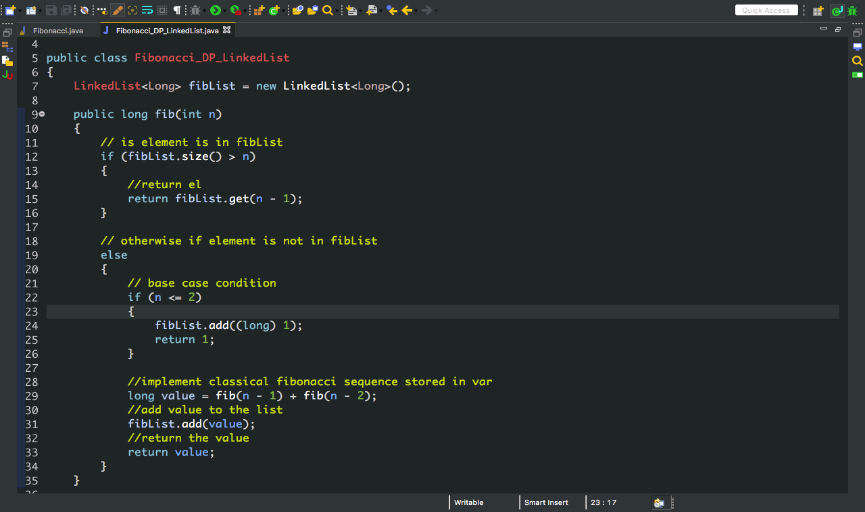 Quick Access
Fibonacci.java
Fibonacci_DP_LinkedList.java
4
5 public class Fibonacci_DP_LinkedList
6 {
7 LinkedList<Long> fibList = new LinkedList<Long>();
8
9 public long fib(int n)
10 {
11 // is element is in fibList
12 if (fibList.size() > n)
13 {
14 //return el
15 return fibList.get(n - 1);
16 }
17
18 // otherwise if element is not in fibList
19 else
20 {
21 // base case condition
22 if (n <= 2)
23 {
24 fibList.add((long) 1);
25 return 1;
26 }
27
28 //implement classical fibonacci sequence stored in var
29 long value = fib(n - 1) + fib(n - 2);
30 //add value to the list
31 fibList.add(value);
32 //return the value
33 return value;
34 }
35 }
Writable
Smart Insert
23 : 17